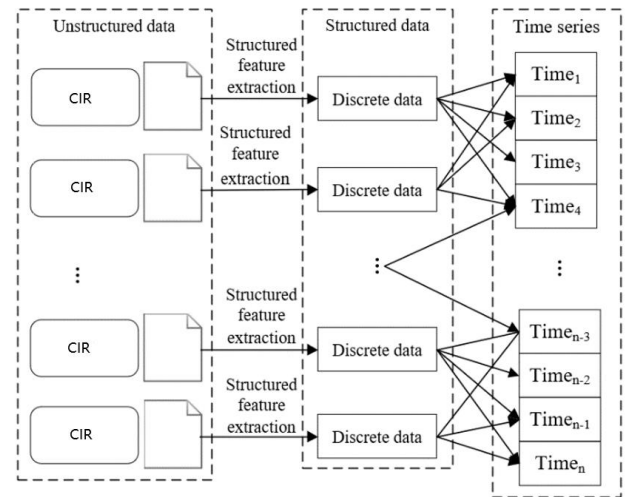 Unstructured data
Structured data
Time series
CIR
Structured
feature
extraction
Discrete data
Time1
Time2
Time3
Time4
CIR
Structured
feature
extraction
Discrete data
...
...
...
CIR
Structured
feature
extraction
Discrete data
Timen-3
Timen-2
Timen-1
Timen
CIR
Structured
feature
extraction
Discrete data